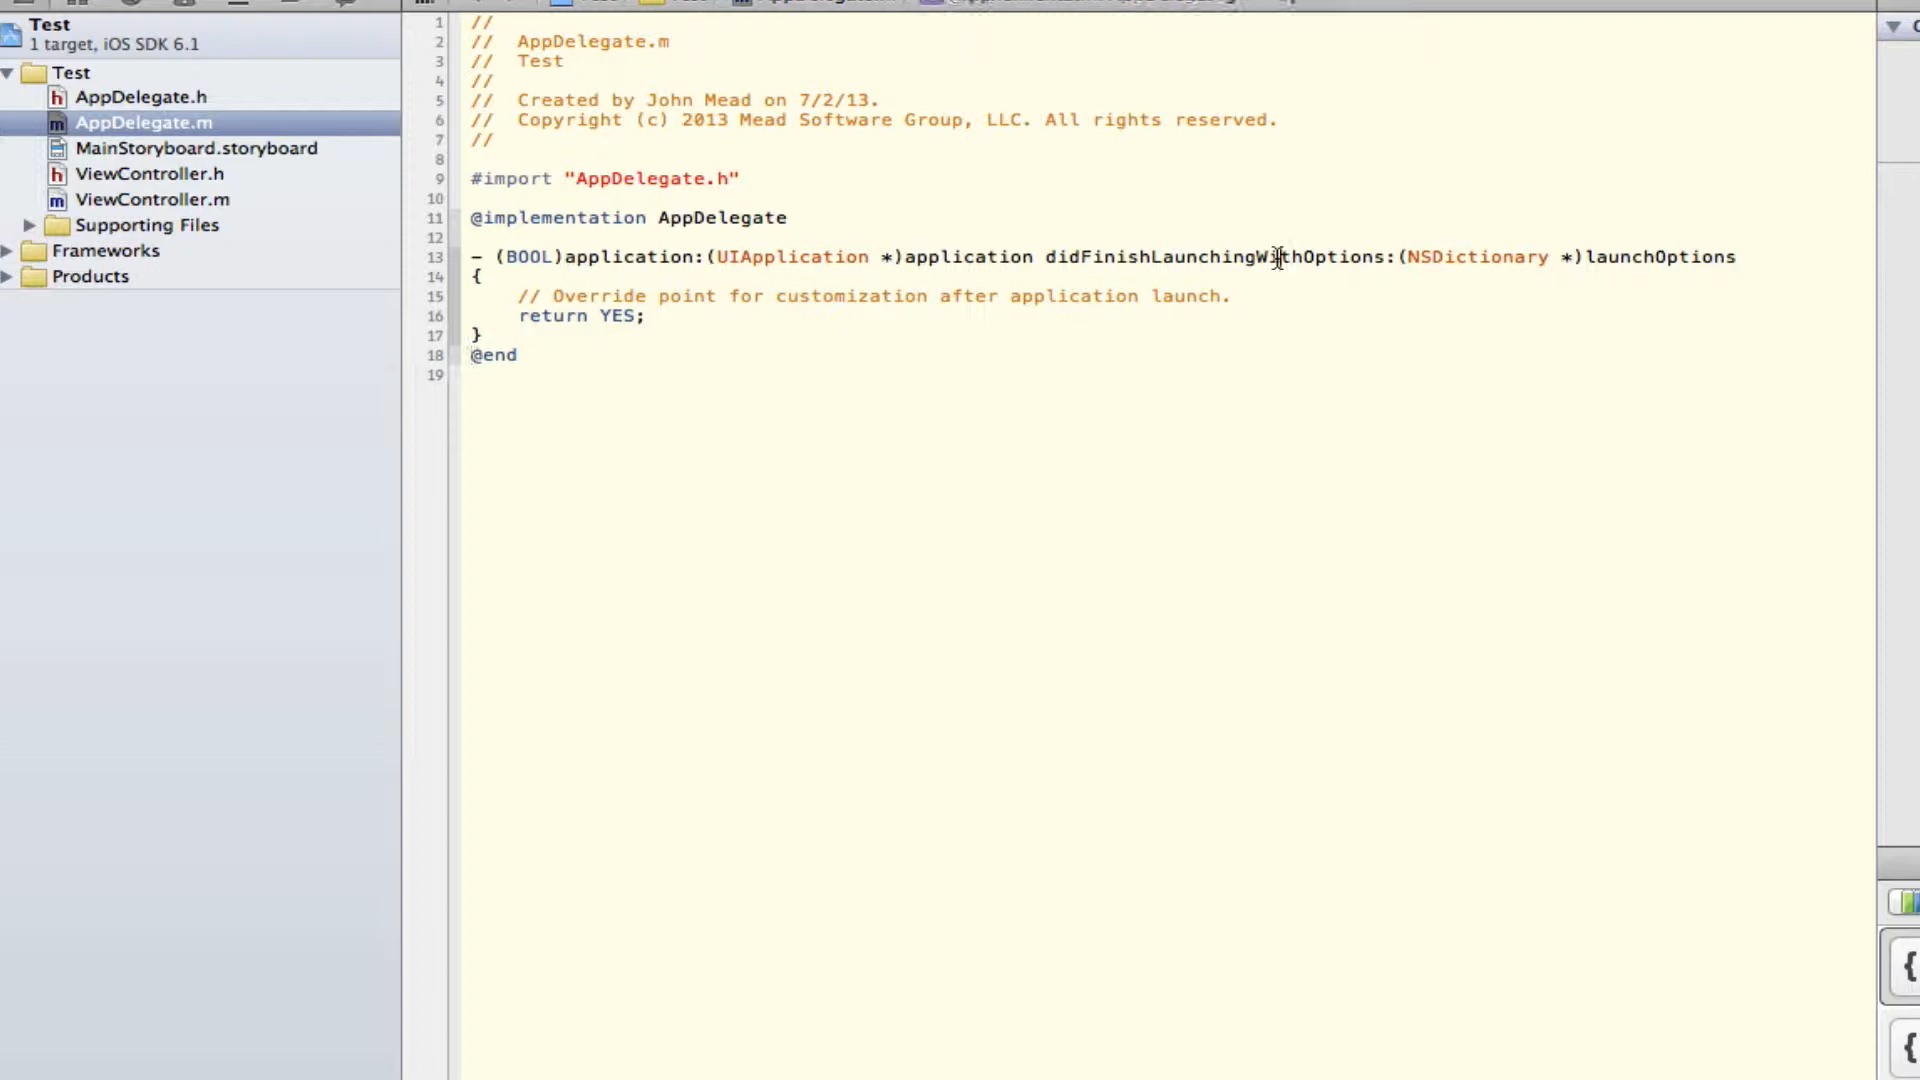 Test
1 target, iOS SDK 6.1
Test
AppDelegate.h
AppDelegate.m
MainStoryboard.storyboard
ViewController.h
ViewController.m
Supporting Files
Frameworks
Products
1 //
2 // AppDelegate.m
3 // Test
4 //
5 // Created by John Mead on 7/2/13.
6 // Copyright (c) 2013 Mead Software Group, LLC. All rights reserved.
7 //
8
9 #import "AppDelegate.h"
10
11 @implementation AppDelegate
12
13 - (BOOL)application:(UIApplication *)application didFinishLaunchingWithOptions:(NSDictionary *)launchOptions
14 {
15 // Override point for customization after application launch.
16 return YES;
17 }
18 @end
19
{
{